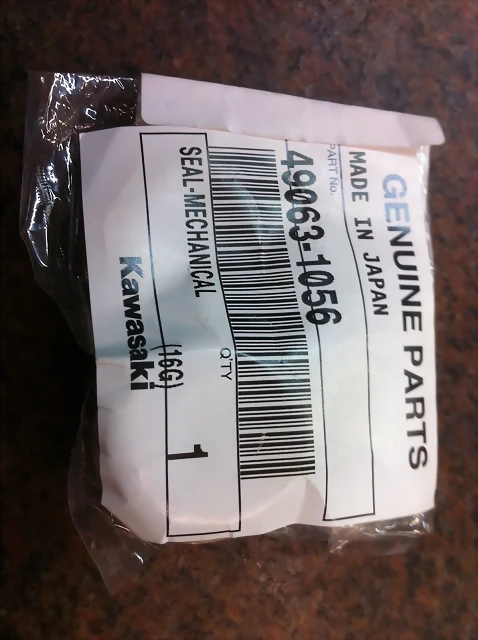 GENUINE PARTS
MADE IN JAPAN
PART No.
49063-1056
Q'TY
SEAL-MECHANICAL
(16G) 1
Kawasaki